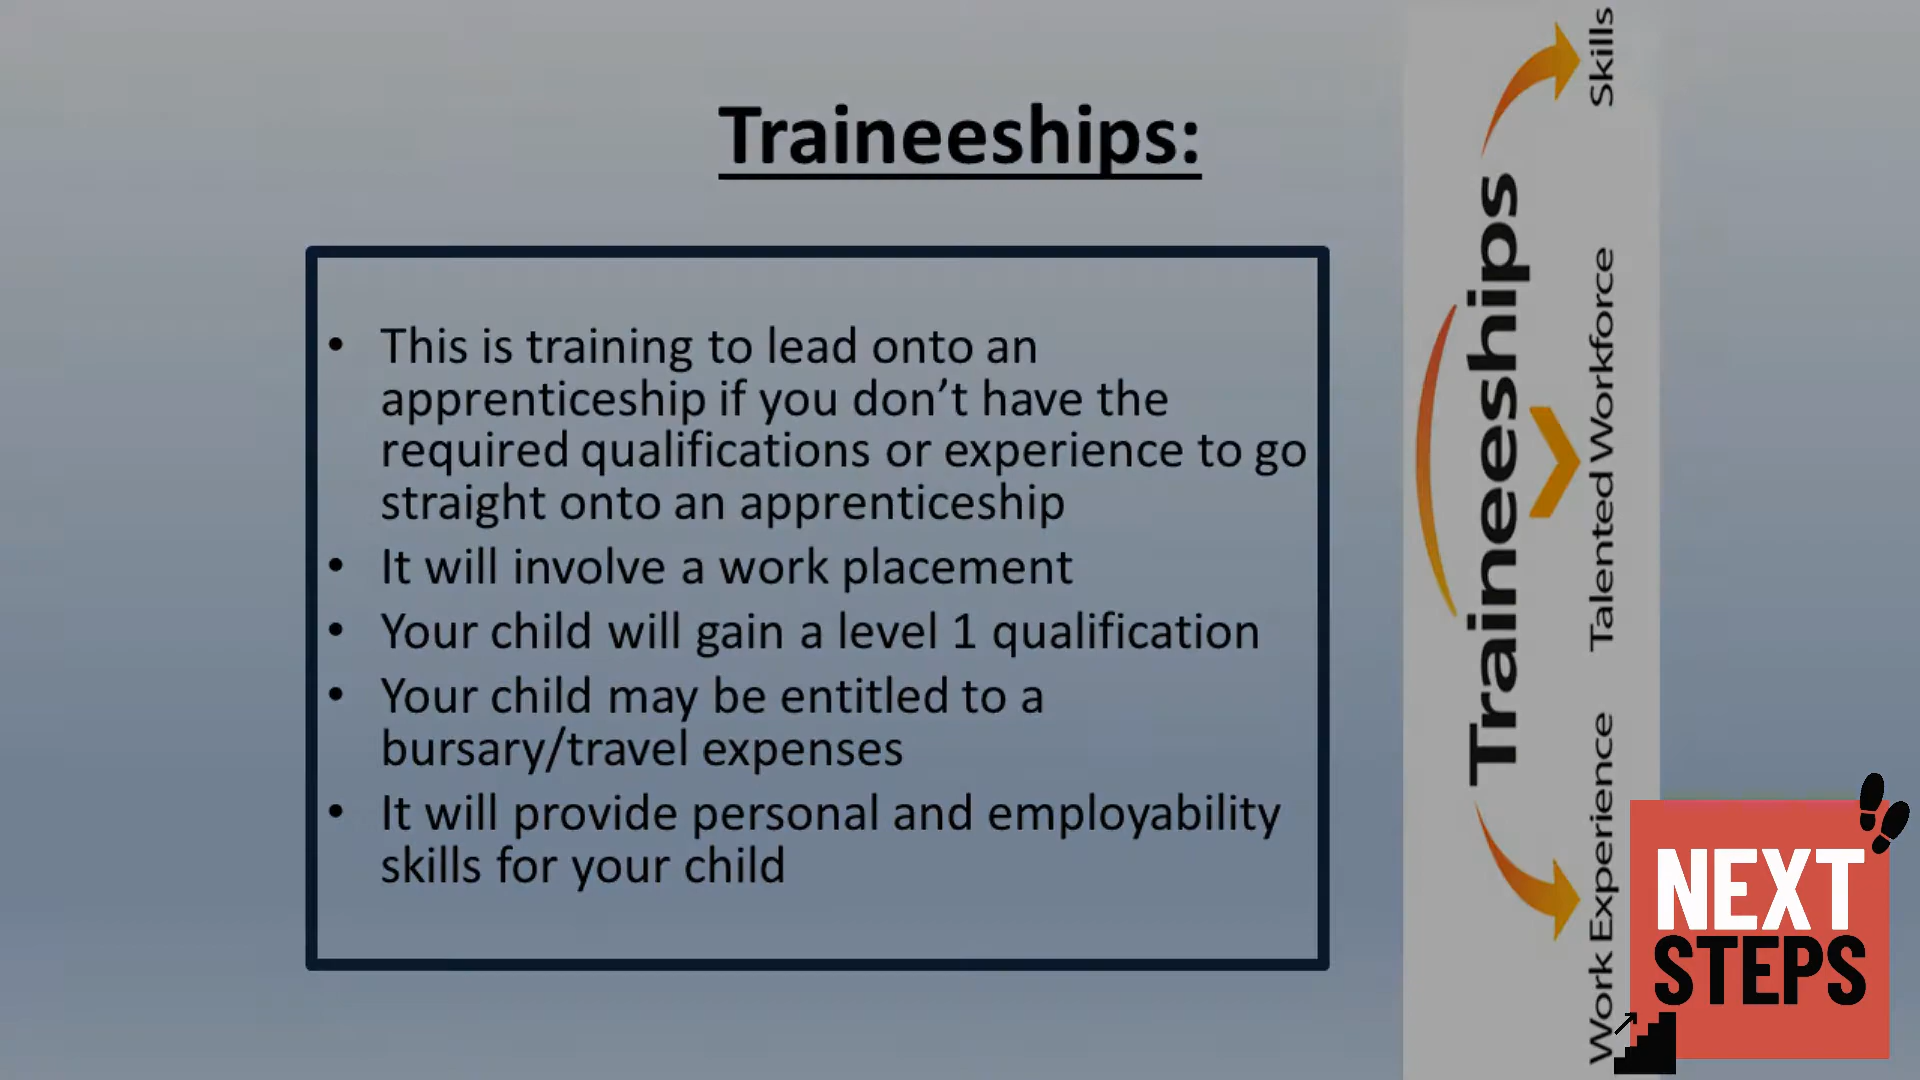 Traineeships:
• This is training to lead onto an
apprenticeship if you don’t have the
required qualifications or experience to go
straight onto an apprenticeship
• It will involve a work placement
• Your child will gain a level 1 qualification
• Your child may be entitled to a
bursary/travel expenses
• It will provide personal and employability
skills for your child
Traineeships
Work Experience
Talented Workforce
Skills
NEXT
STEPS